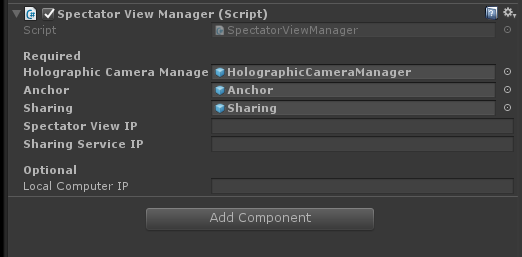 Spectator View Manager (Script)
Script SpectatorViewManager
Required
Holographic Camera Manage HolographicCameraManager
Anchor Anchor
Sharing Sharing
Spectator View IP
Sharing Service IP
Optional
Local Computer IP
Add Component